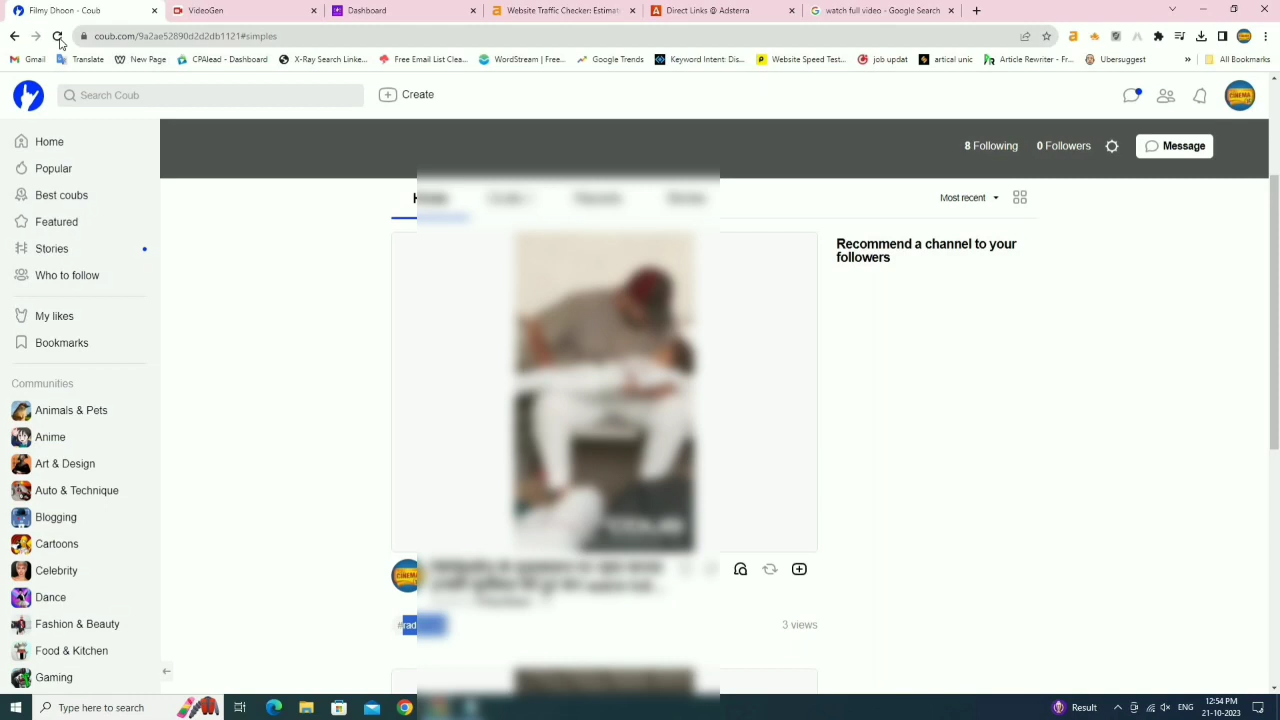 Filmy Dhoon - Coub
VideoGen
Dashboard
Website Traffic Checker: Estimat
Direct Links @ Adsterra
watch full - Google Search
coub.com/9a2ae52890d2d2db1121#simples
Gmail
Translate
New Page
CPAlead - Dashboard
X-Ray Search Linke...
Free Email List Clea...
WordStream | Free...
Google Trends
Keyword Intent: Dis...
Website Speed Test...
job updat
artical unic
Article Rewriter - Fr...
Ubersuggest
»
All Bookmarks
Search Coub
Create
CINEMA
8 Following
0 Followers
Message
Home
Popular
Best coubs
Featured
Stories
Who to follow
My likes
Bookmarks
Communities
Animals & Pets
Anime
Art & Design
Auto & Technique
Blogging
Cartoons
Celebrity
Dance
Fashion & Beauty
Food & Kitchen
Gaming
Most recent
Recommend a channel to your
followers
CINEMA
#rad
3 views
Type here to search
Result
ENG
12:54 PM
21-10-2023